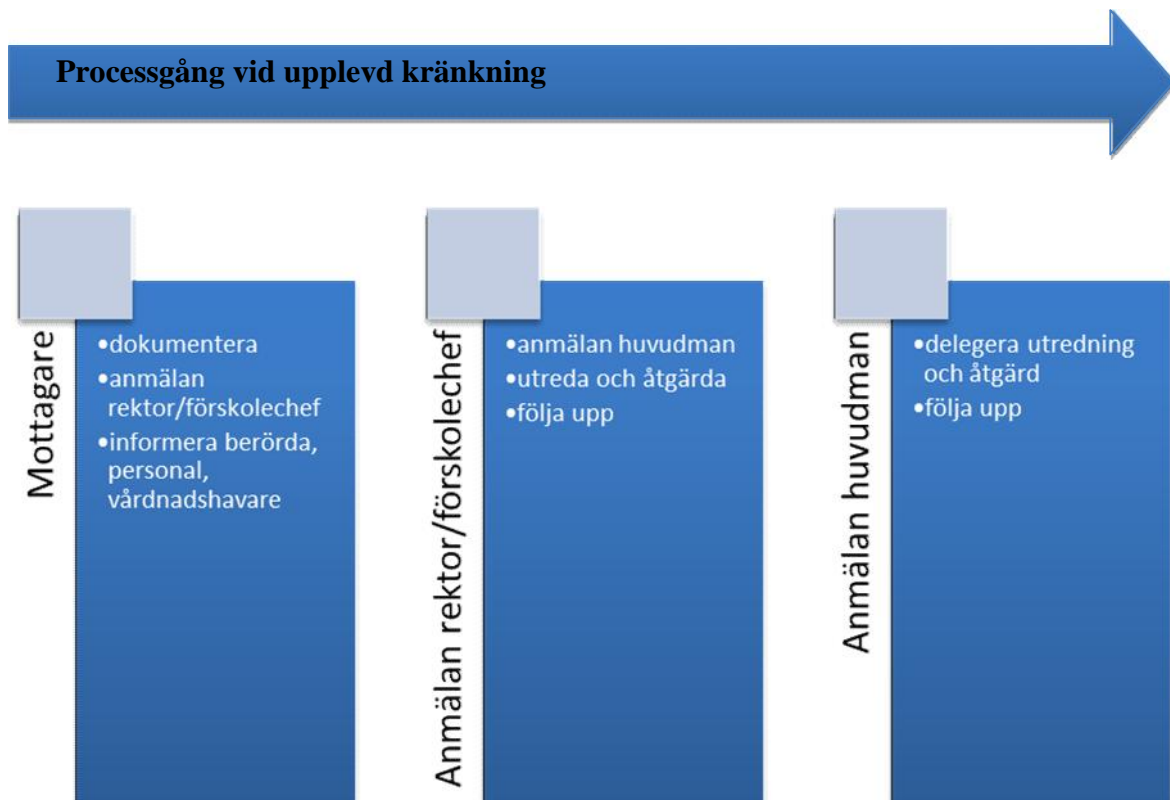 Processgång vid upplevd kränkning
Mottagare
•dokumentera
•anmälan
rektor/förskolechef
•informera berörda,
personal,
vårdnadshavare
Anmälan rektor/förskolechef
•anmälan huvudman
•utreda och åtgärda
•följa upp
Anmälan huvudman
•delegera utredning
och åtgärd
•följa upp